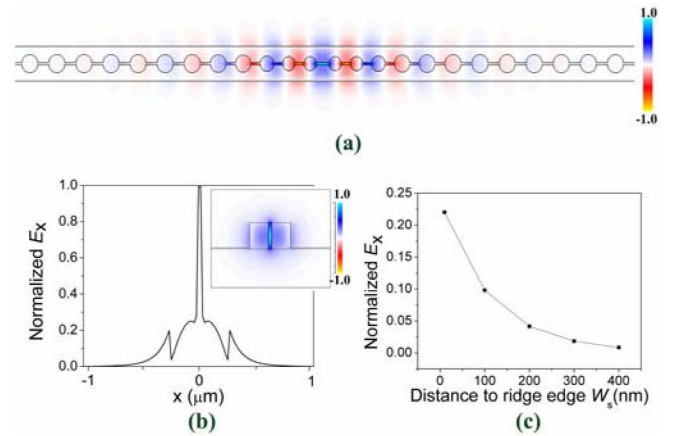 1.0
-1.0
(a)
Normalized Ex
1.0
0.8
0.6
0.4
0.2
0.0
-1
0
1
x (μm)
1.0
-1.0
(b)
Normalized Ex
0.25
0.20
0.15
0.10
0.05
0.00
0 100 200 300 400
Distance to ridge edge Ws(nm)
(c)